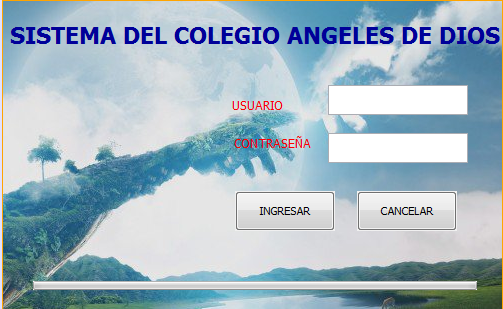 SISTEMA DEL COLEGIO ANGELES DE DIOS
USUARIO
CONTRASEÑA
INGRESAR CANCELAR